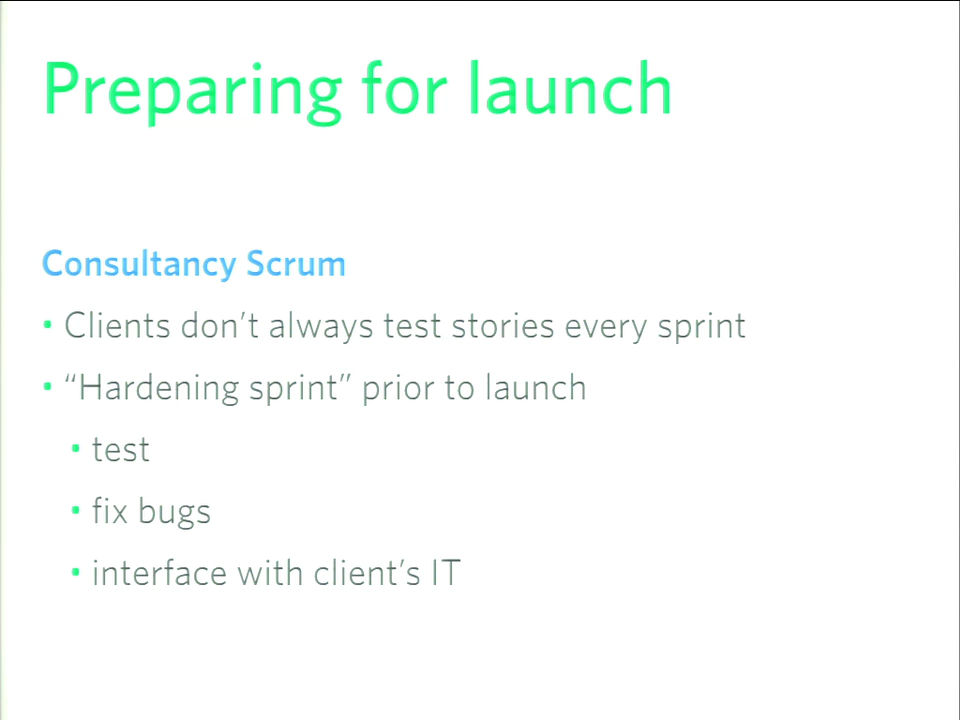 Preparing for launch
Consultancy Scrum
• Clients don’t always test stories every sprint
• “Hardening sprint” prior to launch
• test
• fix bugs
• interface with client’s IT